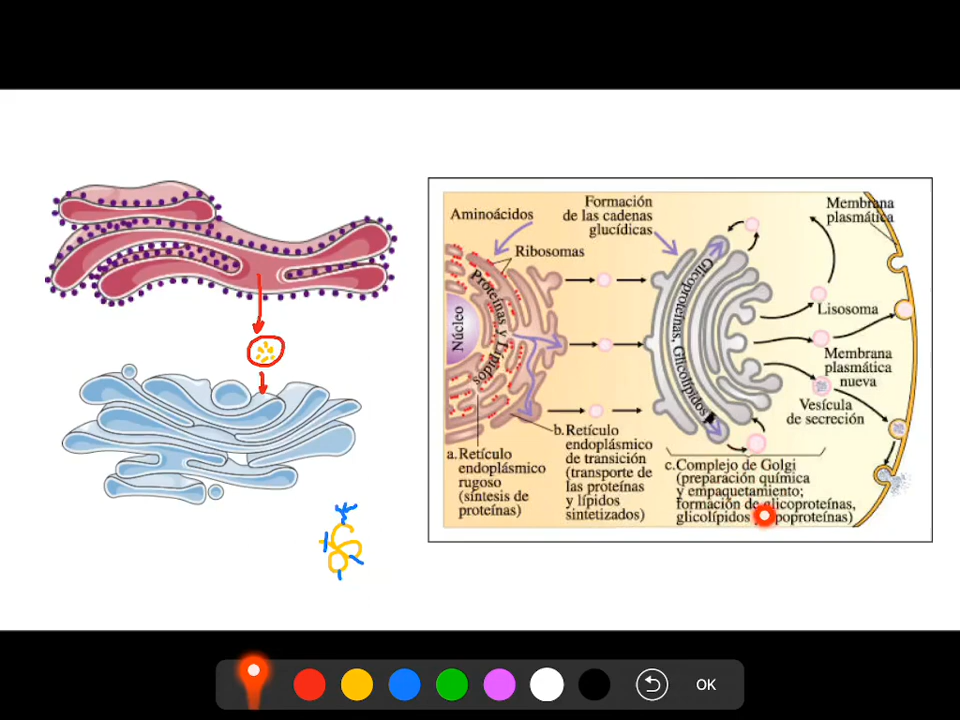 Aminoácidos
Formación
de las cadenas
glucídicas
Ribosomas
Membrana
plasmática
Núcleo
Proteínas y Lípidos
Glicoproteínas, Glicolípidos
Lisosoma
Membrana
plasmática
nueva
Vesícula
de secreción
a. Retículo
endoplásmico
rugoso
(síntesis de
proteínas)
b. Retículo
endoplásmico
de transición
(transporte de
las proteínas
y lípidos
sintetizados)
c. Complejo de Golgi
(preparación química
y empaquetamiento;
formación de glicoproteínas,
glicolípidos
OK